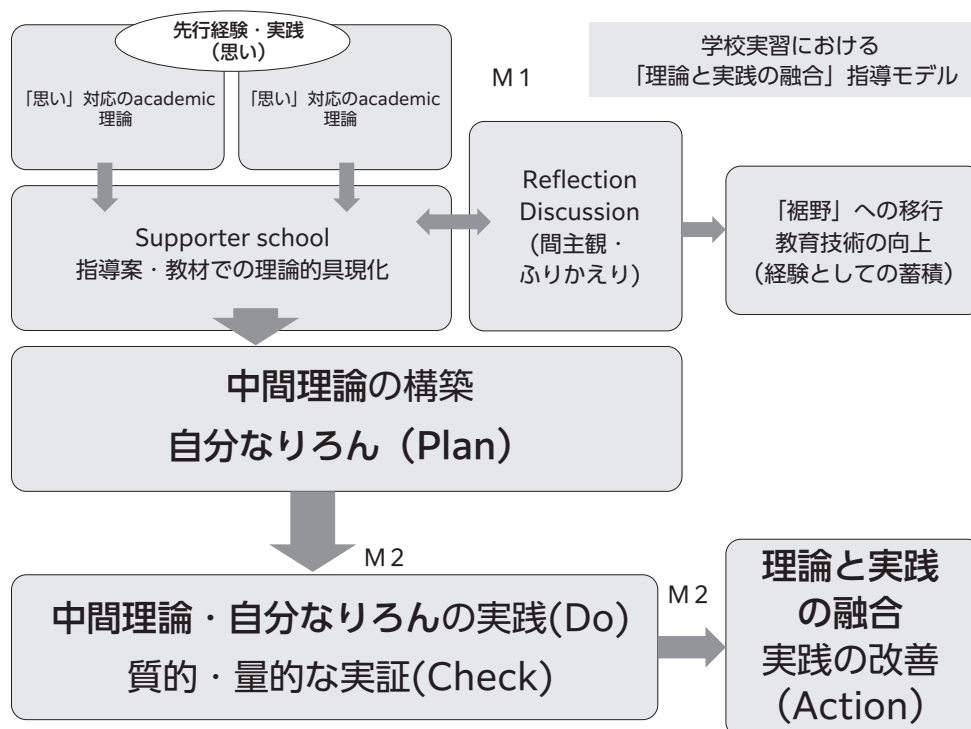 先行経験・実践
(思い)
「思い」対応のacademic
理論
「思い」対応のacademic
理論
M1
学校実習における
「理論と実践の融合」指導モデル
Supporter school
指導案・教材での理論的具現化
Reflection
Discussion
(間主観・
ふりかえり)
「裾野」への移行
教育技術の向上
(経験としての蓄積)
中間理論の構築
自分なりろん（Plan）
M2
中間理論・自分なりろんの実践(Do)
質的・量的な実証(Check)
M2
理論と実践
の融合
実践の改善
（Action）